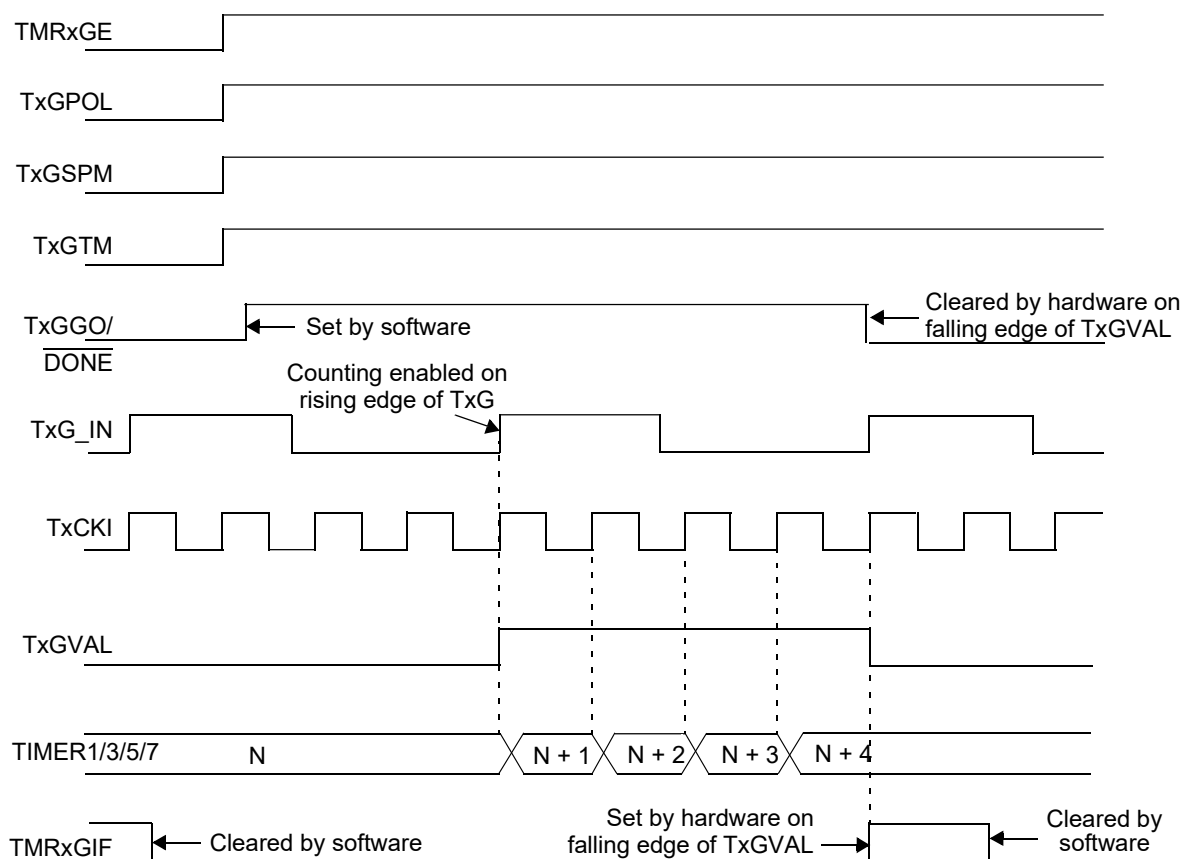 TMRxGE
TxGPOL
TxGSPM
TxGTM
TxGGO/
DONE
Set by software
Cleared by hardware on
falling edge of TxGVAL
Counting enabled on
rising edge of TxG
TxG_IN
TxCKI
TxGVAL
TIMER1/3/5/7
N
N + 1
N + 2
N + 3
N + 4
TMRxGIF
Cleared by software
Set by hardware on
falling edge of TxGVAL
Cleared by
software